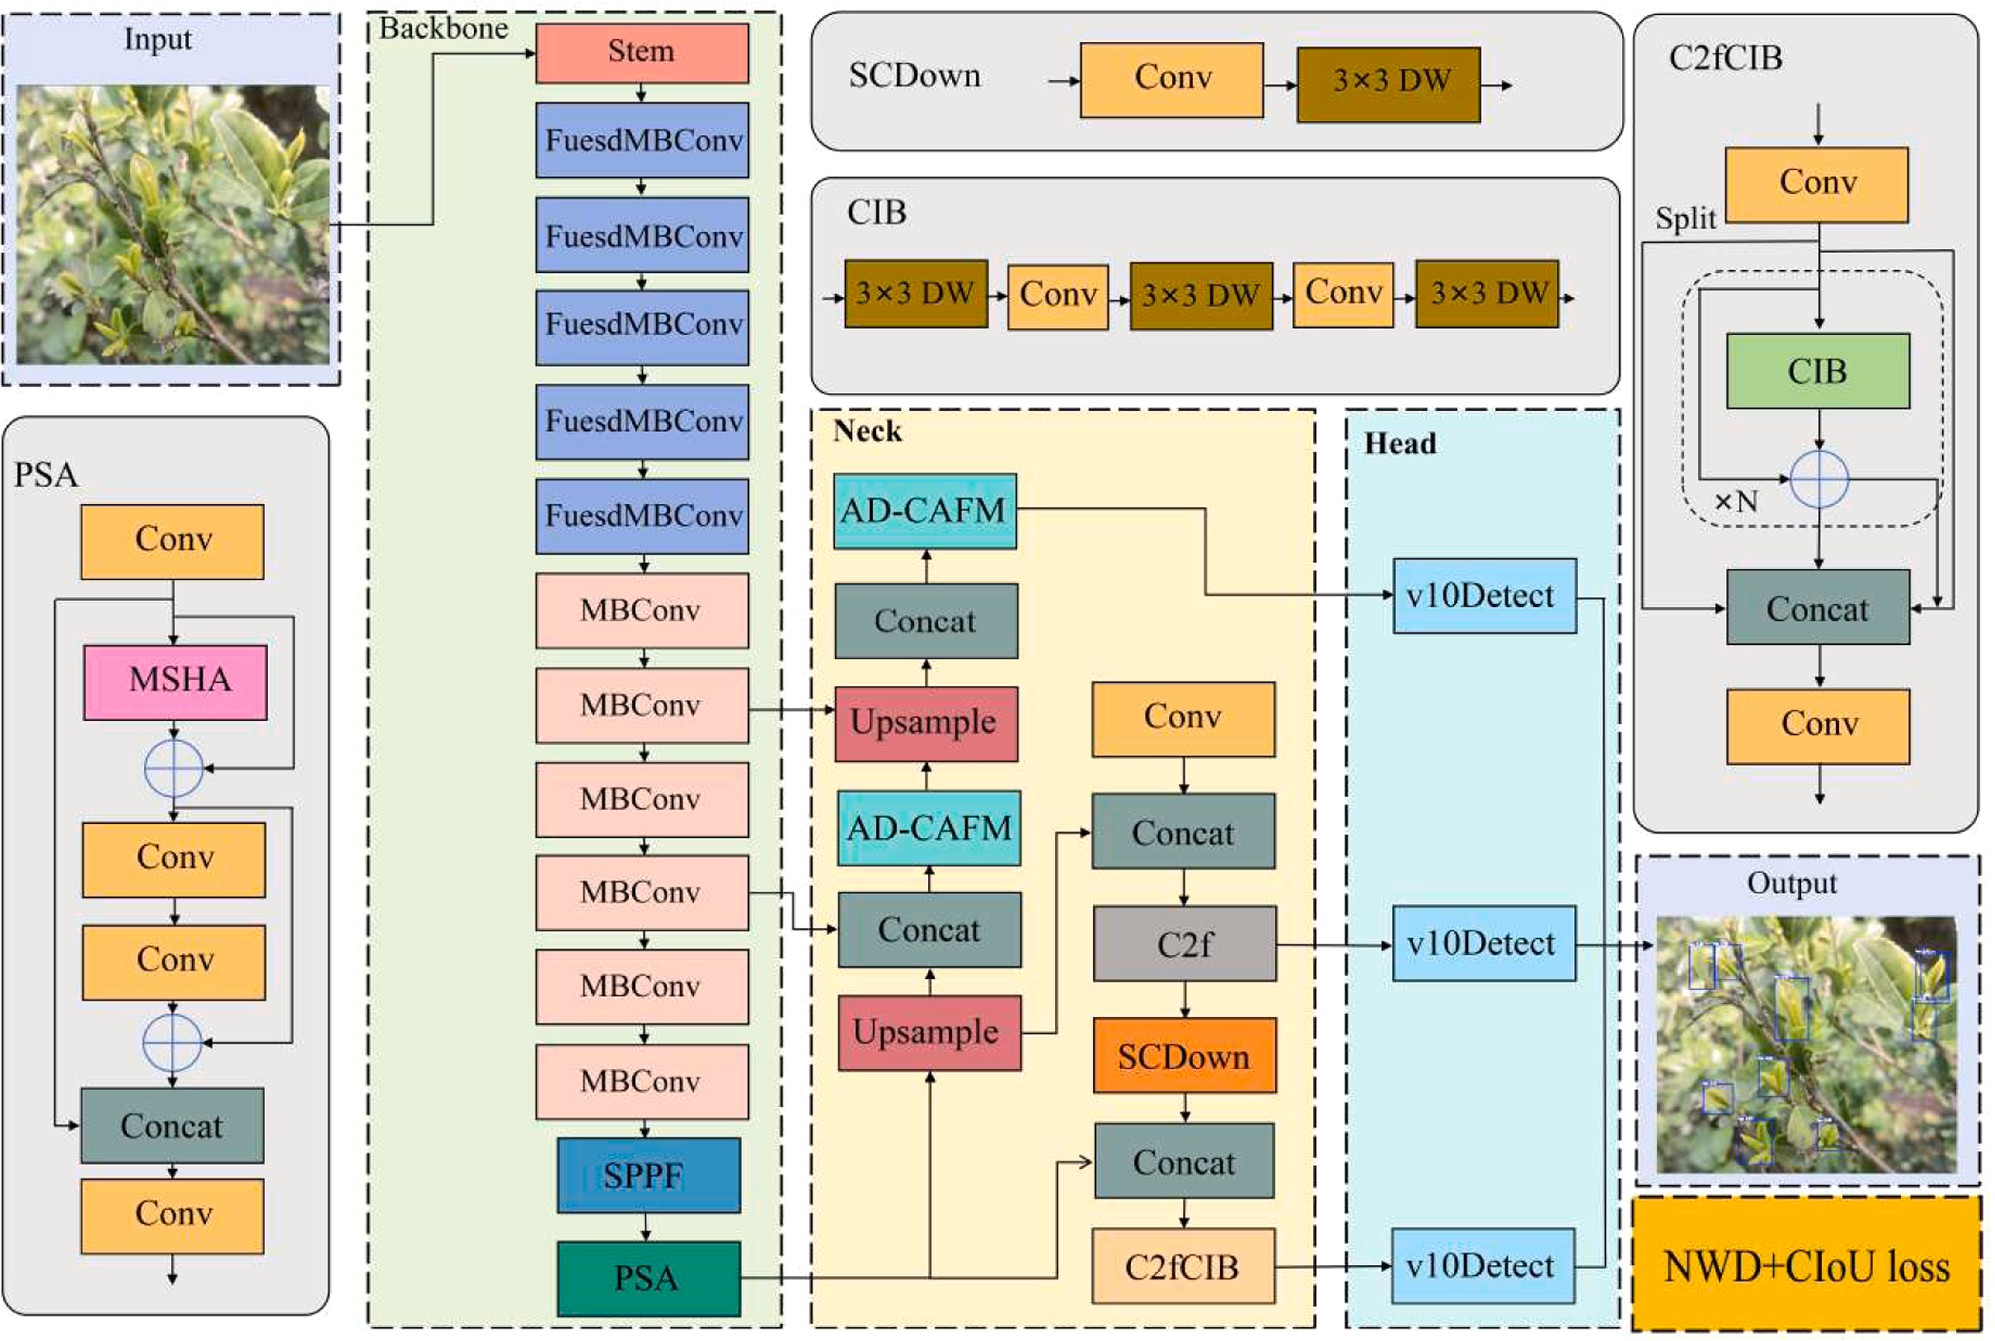 Input
PSA
Conv
MSHA
Conv
Conv
Concat
Conv
Backbone
Stem
FuesdMBConv
FuesdMBConv
FuesdMBConv
FuesdMBConv
FuesdMBConv
MBConv
MBConv
MBConv
MBConv
MBConv
MBConv
SPPF
PSA
SCDown
Conv
3×3 DW
CIB
3×3 DW
Conv
3×3 DW
Conv
3×3 DW
Neck
AD-CAFM
Concat
Upsample
AD-CAFM
Concat
Upsample
Conv
Concat
C2f
SCDown
Concat
C2fCIB
Head
v10Detect
v10Detect
v10Detect
C2fCIB
Conv
Split
CIB
×N
Concat
Conv
Output
NWD+CIoU loss